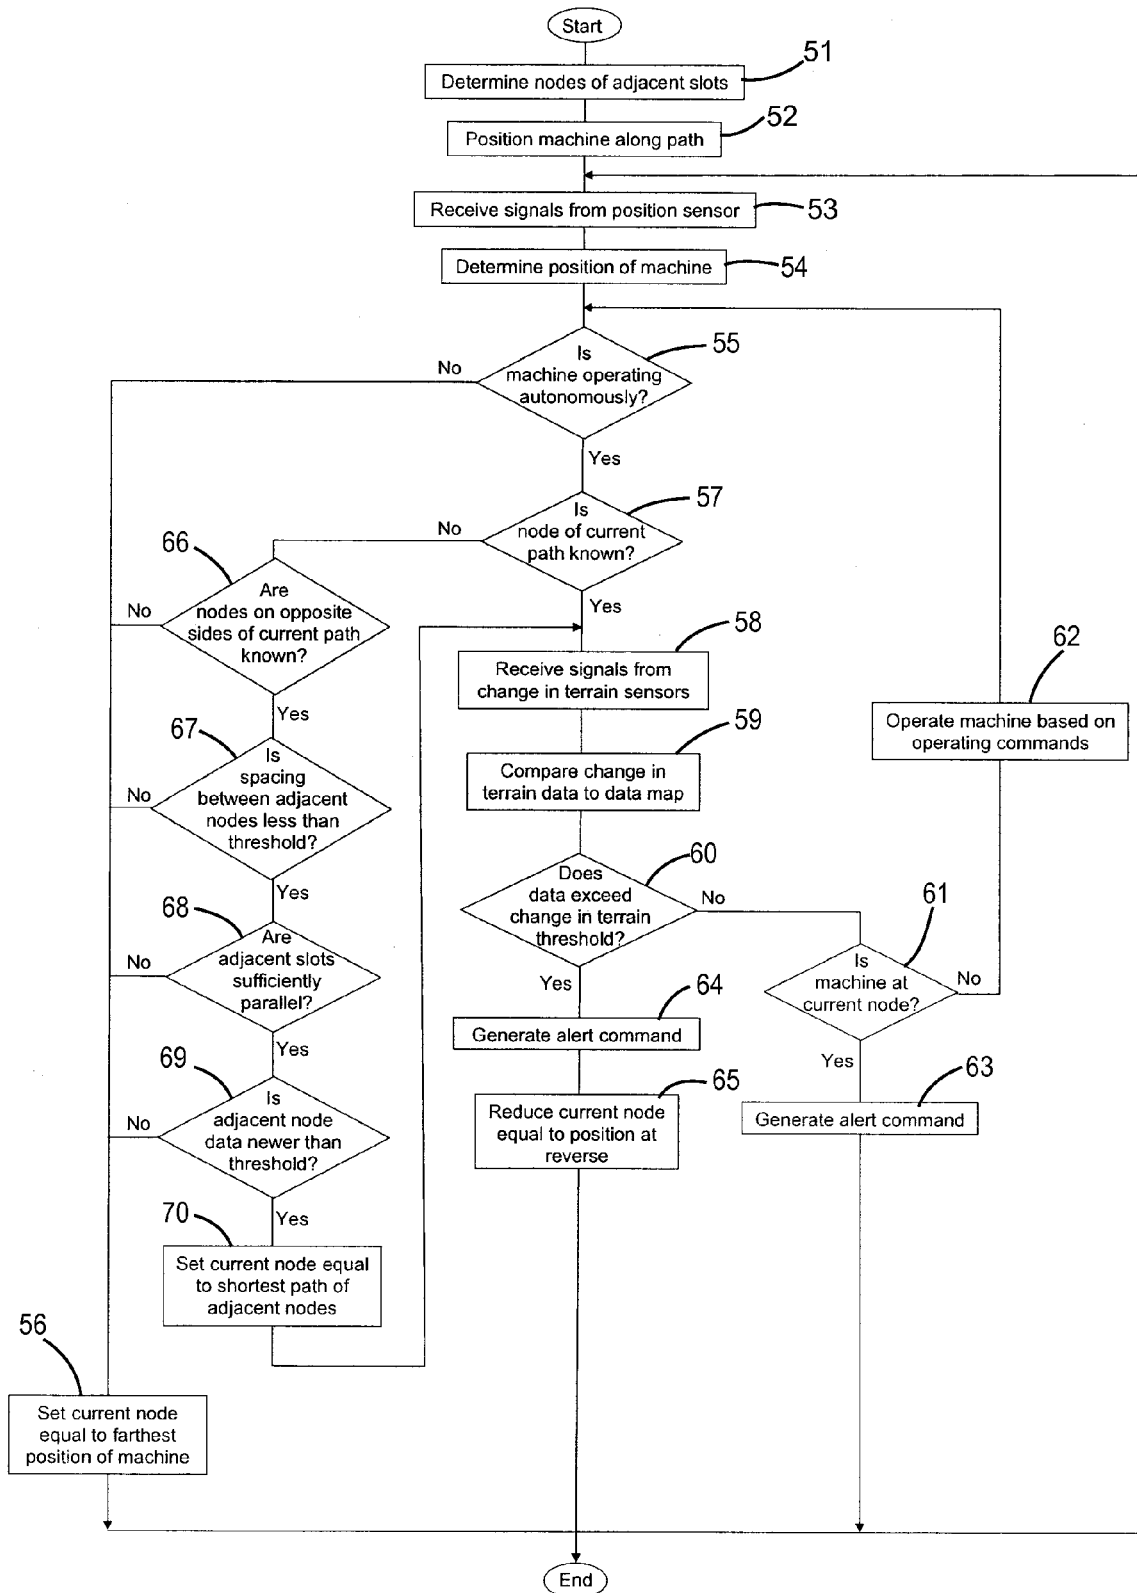 Start
51
Determine nodes of adjacent slots
52
Position machine along path
53
Receive signals from position sensor
54
Determine position of machine
55
Is
machine operating
autonomously?
No
Yes
57
Is
node of current
path known?
No
Yes
66
Are
nodes on opposite
sides of current path
known?
No
Yes
58
Receive signals from
change in terrain sensors
62
Operate machine based on
operating commands
67
Is
spacing
between adjacent
nodes less than
threshold?
No
Yes
59
Compare change in
terrain data to data map
60
Does
data exceed
change in terrain
threshold?
No
Yes
61
Is
machine at
current node?
No
Yes
68
Are
adjacent slots
sufficiently
parallel?
No
Yes
64
Generate alert command
63
Generate alert command
69
Is
adjacent node
data newer than
threshold?
No
Yes
65
Reduce current node
equal to position at
reverse
70
Set current node equal
to shortest path of
adjacent nodes
56
Set current node
equal to farthest
position of machine
End